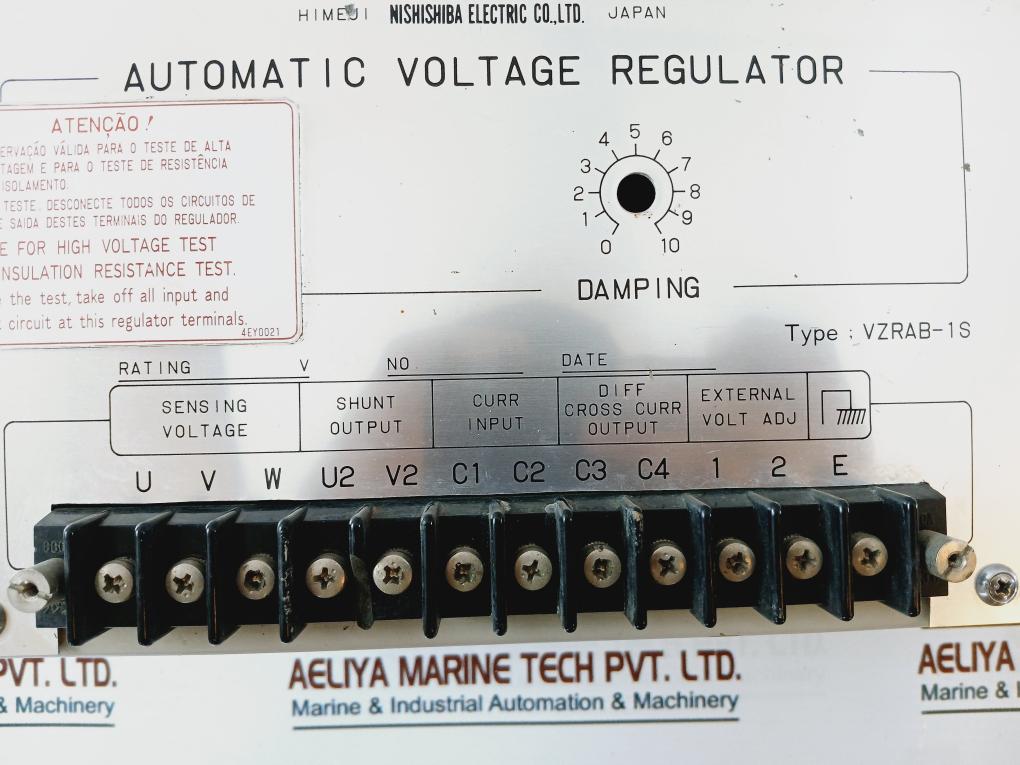 HIMEJI NISHISHIBA ELECTRIC CO.,LTD. JAPAN
AUTOMATIC VOLTAGE REGULATOR
ATENÇÃO!
VÁLIDA PARA O TESTE DE ALTA
E PARA O TESTE DE RESISTÊNCIA
ISOLAMENTO.
TESTE, DESCONECTE TODOS OS CIRCUITOS DE
SAIDA DESTES TERMINAIS DO REGULADOR.
FOR HIGH VOLTAGE TEST
INSULATION RESISTANCE TEST.
the test, take off all input and
circuit at this regulator terminals.
4EY0021
0 1 2 3 4 5 6 7 8 9 10
DAMPING
Type : VZRAB-1S
RATING V NO DATE
SENSING VOLTAGE
SHUNT OUTPUT
CURR INPUT
DIFF CROSS CURR OUTPUT
EXTERNAL VOLT ADJ
U V W U2 V2 C1 C2 C3 C4 1 2 E
PVT. LTD.
& Machinery
AELIYA MARINE TECH PVT. LTD.
Marine & Industrial Automation & Machinery
AELIYA
Marine &